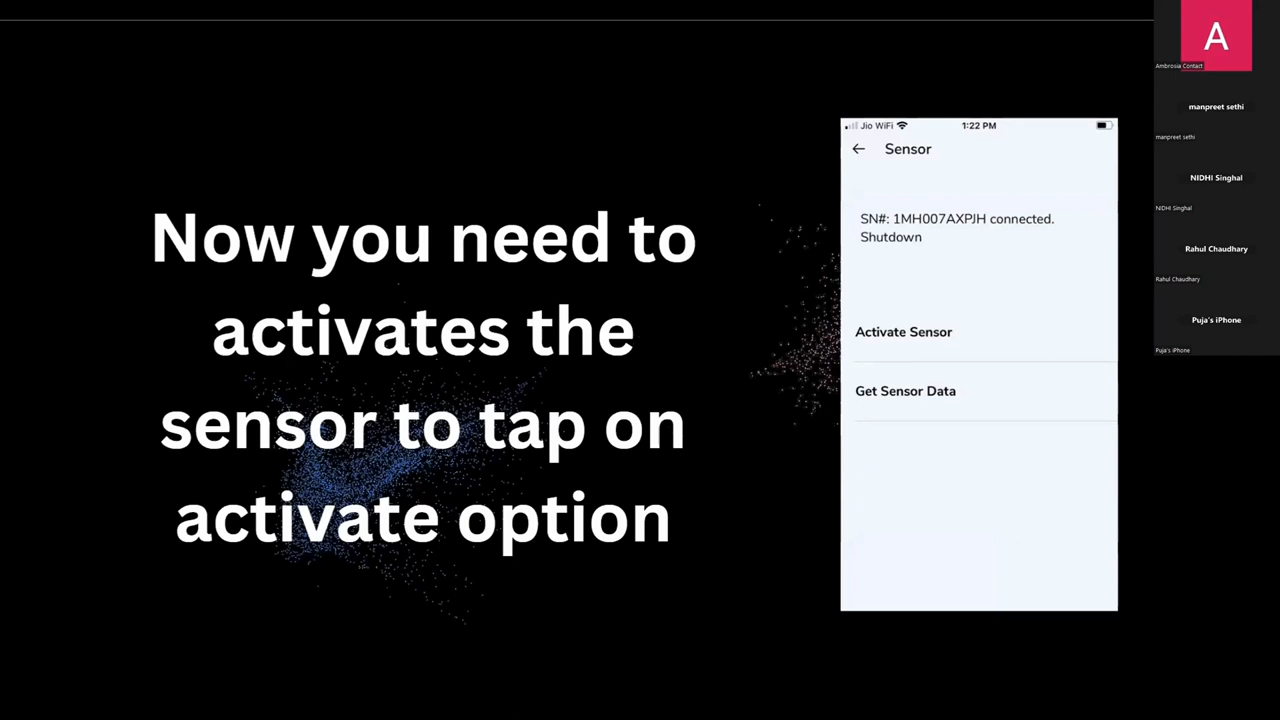 Now you need to
activates the
sensor to tap on
activate option
Jio WiFi
1:22 PM
Sensor
SN#: 1MH007AXPJH connected.
Shutdown
Activate Sensor
Get Sensor Data
A
Ambrosia Contact
manpreet sethi
manpreet sethi
NIDHI Singhal
NIDHI Singhal
Rahul Chaudhary
Rahul Chaudhary
Puja's iPhone
Puja's iPhone